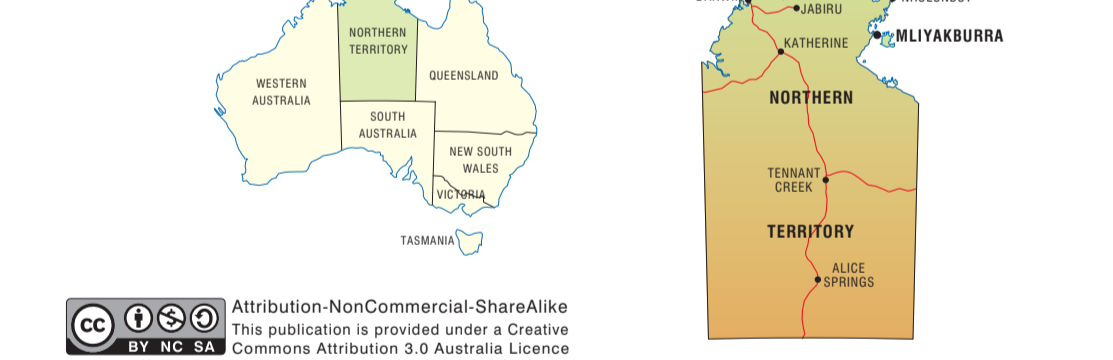 NORTHERN
TERRITORY
WESTERN
AUSTRALIA
QUEENSLAND
SOUTH
AUSTRALIA
NEW SOUTH
WALES
VICTORIA
TASMANIA
cc
BY NC SA
Attribution-NonCommercial-ShareAlike
This publication is provided under a Creative
Commons Attribution 3.0 Australia Licence
JABIRU
KATHERINE
MLIYAKBURRA
NORTHERN
TENNANT
CREEK
TERRITORY
ALICE
SPRINGS